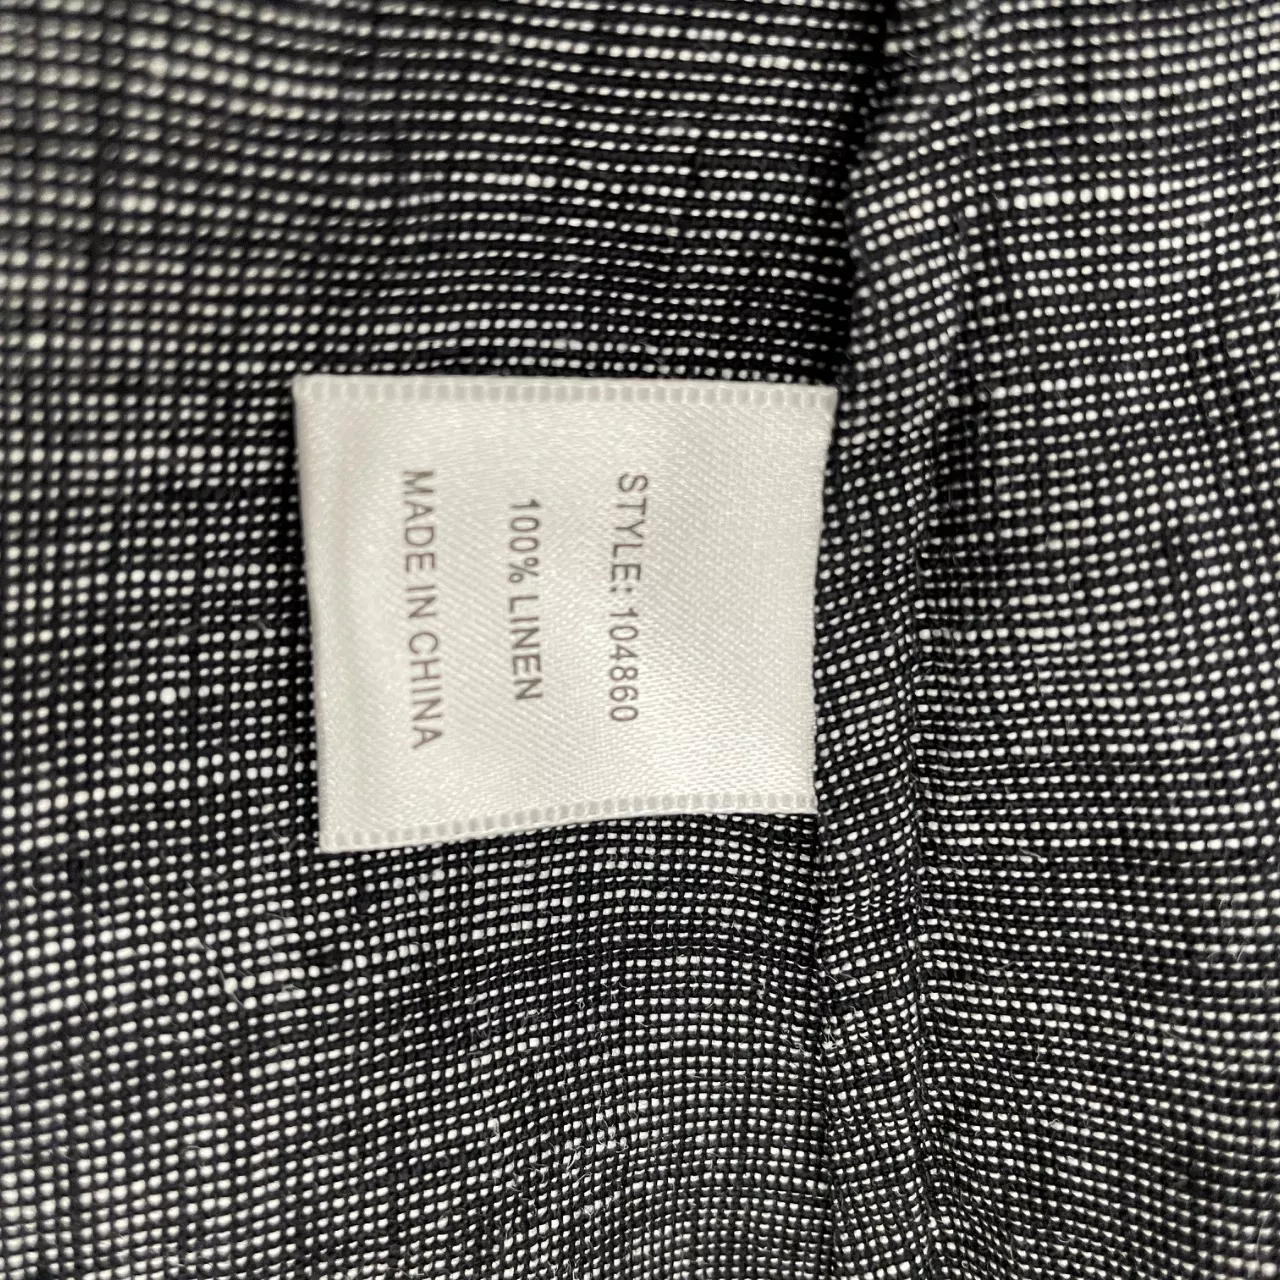 STYLE: 104860
100% LINEN
MADE IN CHINA